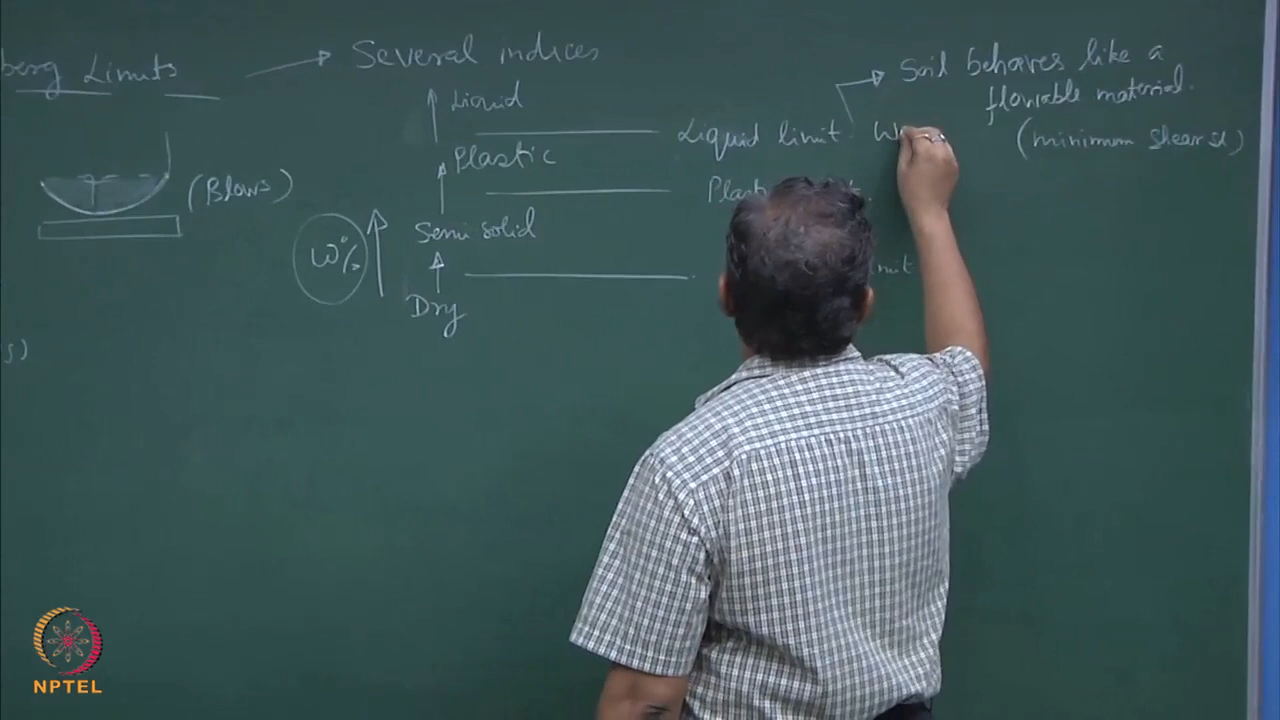 berg Limits
Several indices
Soil behaves like a
flowable material.
(minimum shear st)
Liquid
Liquid limit
Plastic
(Blows)
Semi solid
w%
Dry
NPTEL